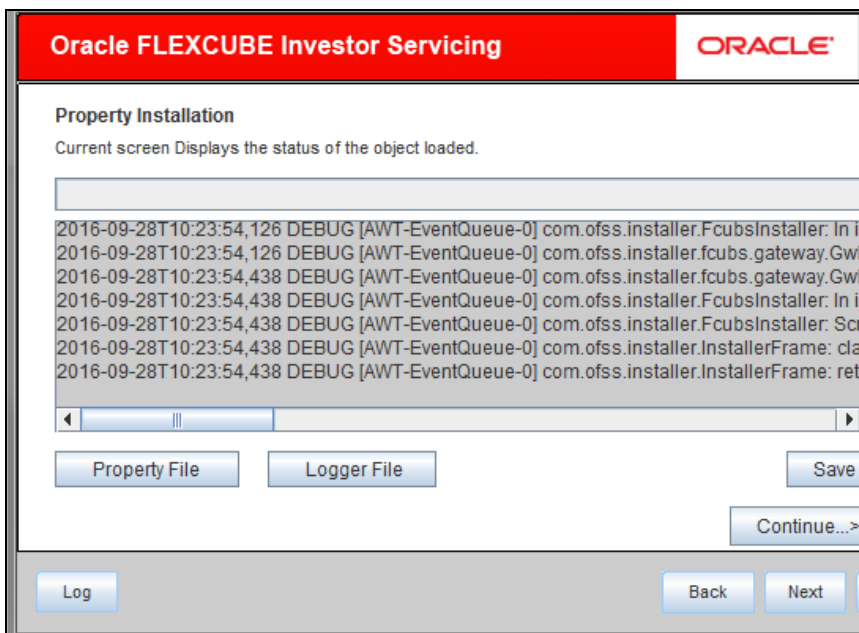 Oracle FLEXCUBE Investor Servicing
ORACLE
Property Installation
Current screen Displays the status of the object loaded.
2016-09-28T10:23:54,126 DEBUG [AWT-EventQueue-0] com.ofss.installer.FcubsInstaller: In
2016-09-28T10:23:54,126 DEBUG [AWT-EventQueue-0] com.ofss.installer.fcubs.gateway.
2016-09-28T10:23:54,438 DEBUG [AWT-EventQueue-0] com.ofss.installer.fcubs.gateway.
2016-09-28T10:23:54,438 DEBUG [AWT-EventQueue-0] com.ofss.installer.FcubsInstaller: In
2016-09-28T10:23:54,438 DEBUG [AWT-EventQueue-0] com.ofss.installer.FcubsInstaller:
2016-09-28T10:23:54,438 DEBUG [AWT-EventQueue-0] com.ofss.installer.InstallerFrame:
2016-09-28T10:23:54,438 DEBUG [AWT-EventQueue-0] com.ofss.installer.InstallerFrame: ret
Property File Logger File Save
Continue...>
Log Back Next